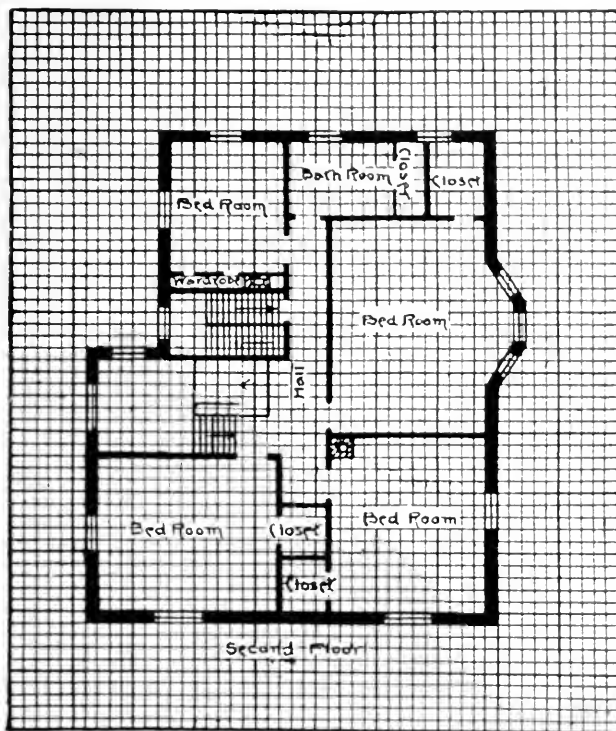 Bath Room
Closet
Closet
Bed Room
Wardrobe
Bed Room
Hall
Bed Room
Closet
Bed Room
Closet
Second-Floor